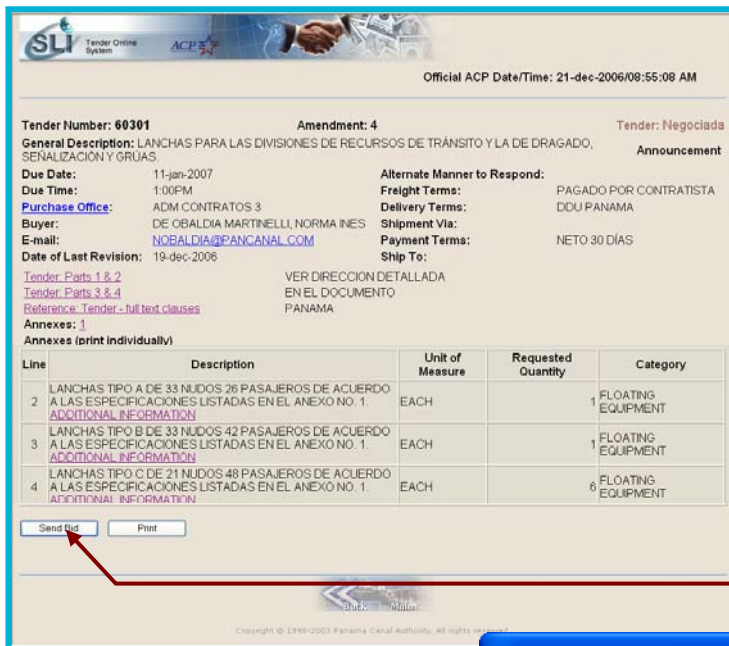 SLI Tender Online System ACP
Official ACP Date/Time: 21-dec-2006/08:55:08 AM
Tender Number: 60301 Amendment: 4 Tender: Negociada
General Description: LANCHAS PARA LAS DIVISIONES DE RECURSOS DE TRÁNSITO Y LA DE DRAGADO,
SEÑALIZACIÓN Y GRÚAS. Announcement
Due Date: 11-jan-2007 Alternate Manner to Respond:
Due Time: 1:00PM Freight Terms: PAGADO POR CONTRATISTA
Purchase Office: ADM CONTRATOS 3 Delivery Terms: DDU PANAMA
Buyer: DE OBALDIA MARTINELLI, NORMA INES Shipment Via:
E-mail: NOBALDIA@PANCANAL.COM Payment Terms: NETO 30 DÍAS
Date of Last Revision: 19-dec-2006 Ship To:
Tender: Parts 1 & 2 VER DIRECCION DETALLADA
Tender: Parts 3 & 4 EN EL DOCUMENTO
Reference: Tender - full text clauses PANAMA
Annexes: 1
Annexes (print individually)
Line Description Unit of Measure Requested Quantity Category
2 LANCHAS TIPO A DE 33 NUDOS 26 PASAJEROS DE ACUERDO
A LAS ESPECIFICACIONES LISTADAS EN EL ANEXO NO. 1. EACH 1 FLOATING EQUIPMENT
ADDITIONAL INFORMATION
3 LANCHAS TIPO B DE 33 NUDOS 42 PASAJEROS DE ACUERDO
A LAS ESPECIFICACIONES LISTADAS EN EL ANEXO NO. 1. EACH 1 FLOATING EQUIPMENT
ADDITIONAL INFORMATION
4 LANCHAS TIPO C DE 21 NUDOS 48 PASAJEROS DE ACUERDO
A LAS ESPECIFICACIONES LISTADAS EN EL ANEXO NO. 1. EACH 6 FLOATING EQUIPMENT
ADDITIONAL INFORMATION
Send Bid Print
Back Main
Copyright © 1998-2003 Panama Canal Authority, All rights reserved